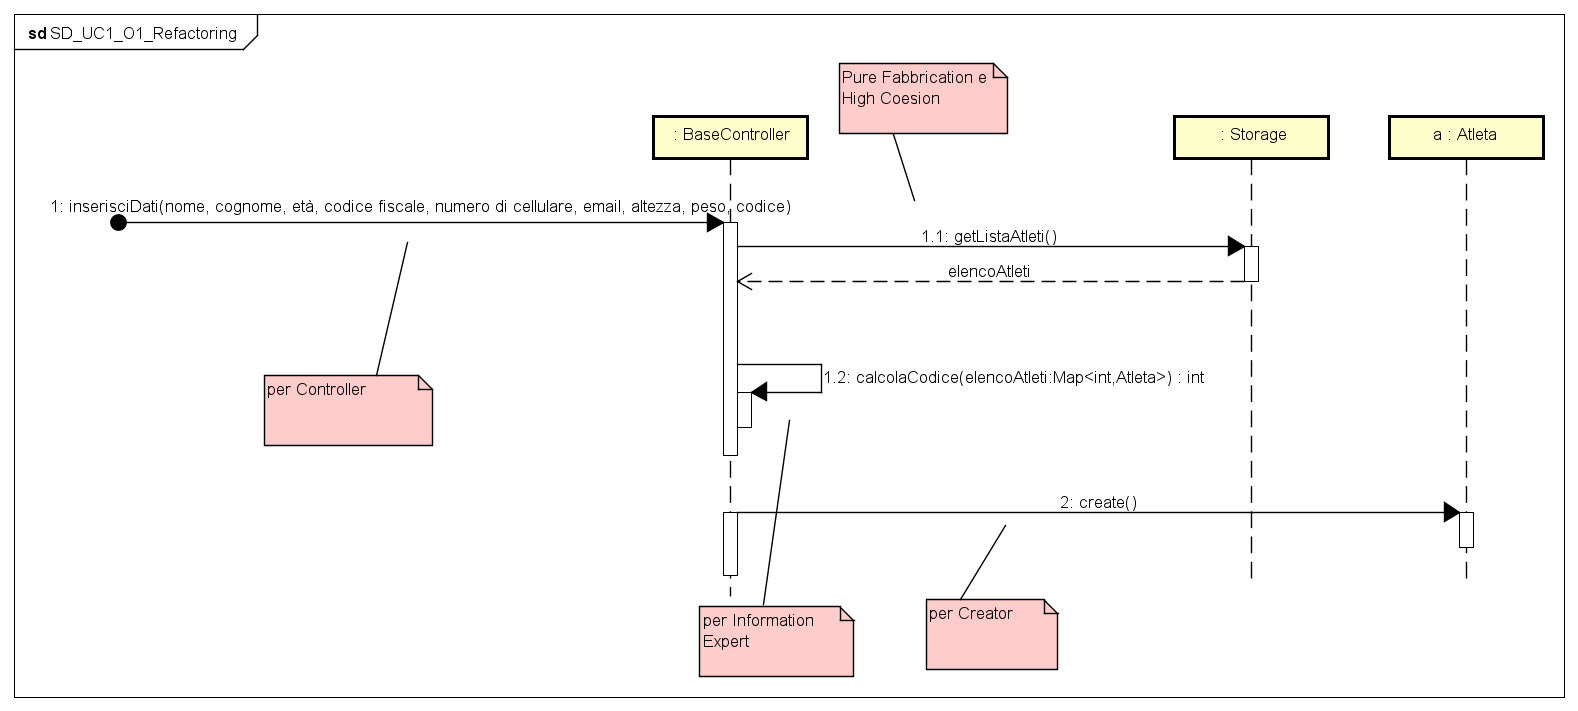 sd SD_UC1_O1_Refactoring
Pure Fabbrication e
High Coesion
: BaseController
: Storage
a : Atleta
1: inserisciDati(nome, cognome, età, codice fiscale, numero di cellulare, email, altezza, peso, codice)
1.1: getListaAtleti()
elencoAtleti
1.2: calcolaCodice(elencoAtleti:Map<int,Atleta>) : int
per Controller
2: create()
per Information
Expert
per Creator